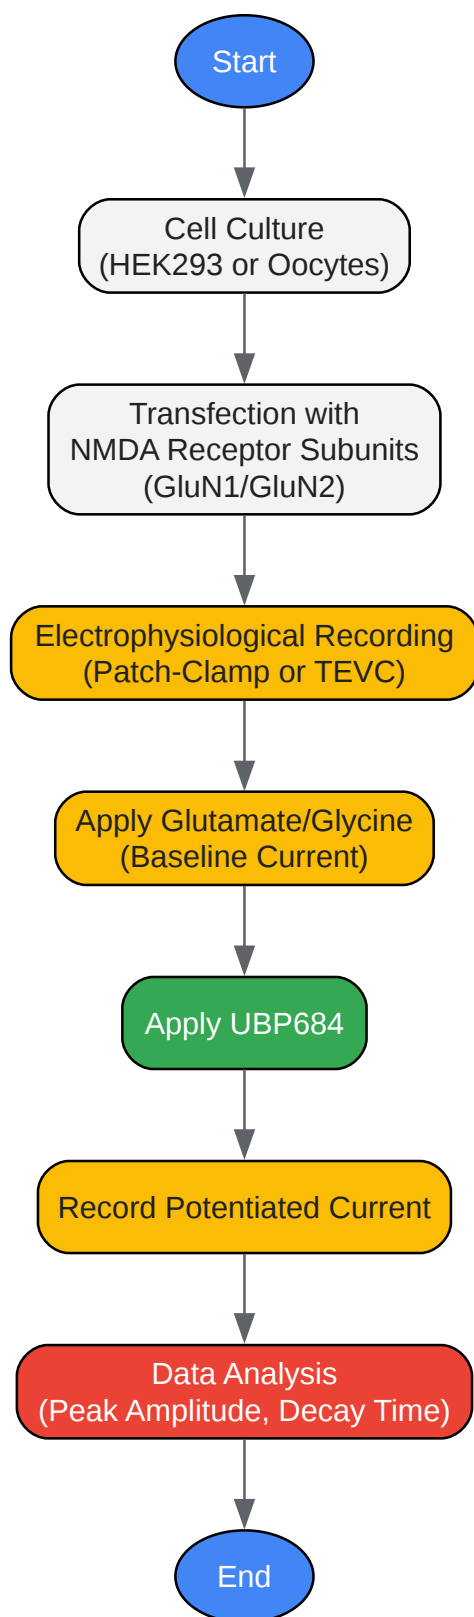 Start
Cell Culture
(HEK293 or Oocytes)
Transfection with
NMDA Receptor Subunits
(GluN1/GluN2)
Electrophysiological Recording
(Patch-Clamp or TEVC)
Apply Glutamate/Glycine
(Baseline Current)
Apply UBP684
Record Potentiated Current
Data Analysis
(Peak Amplitude, Decay Time)
End